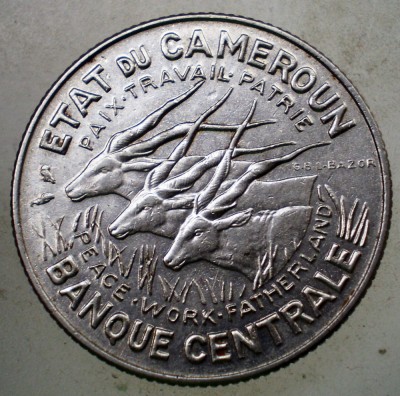 ETAT DU CAMEROUN
PAIX·TRAVAIL·PATRIE
G.B.L·BAZOR
PEACE·WORK·FATHERLAND
BANQUE CENTRALE